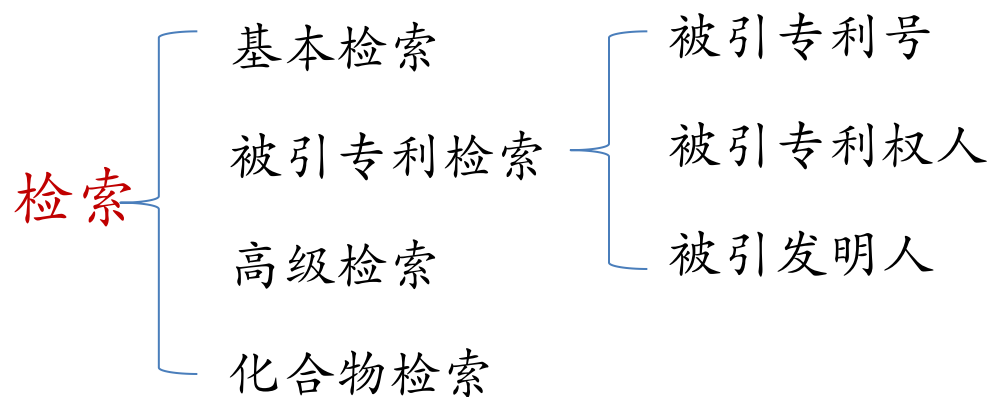 检索
基本检索
被引专利检索
高级检索
化合物检索
被引专利号
被引专利权人
被引发明人